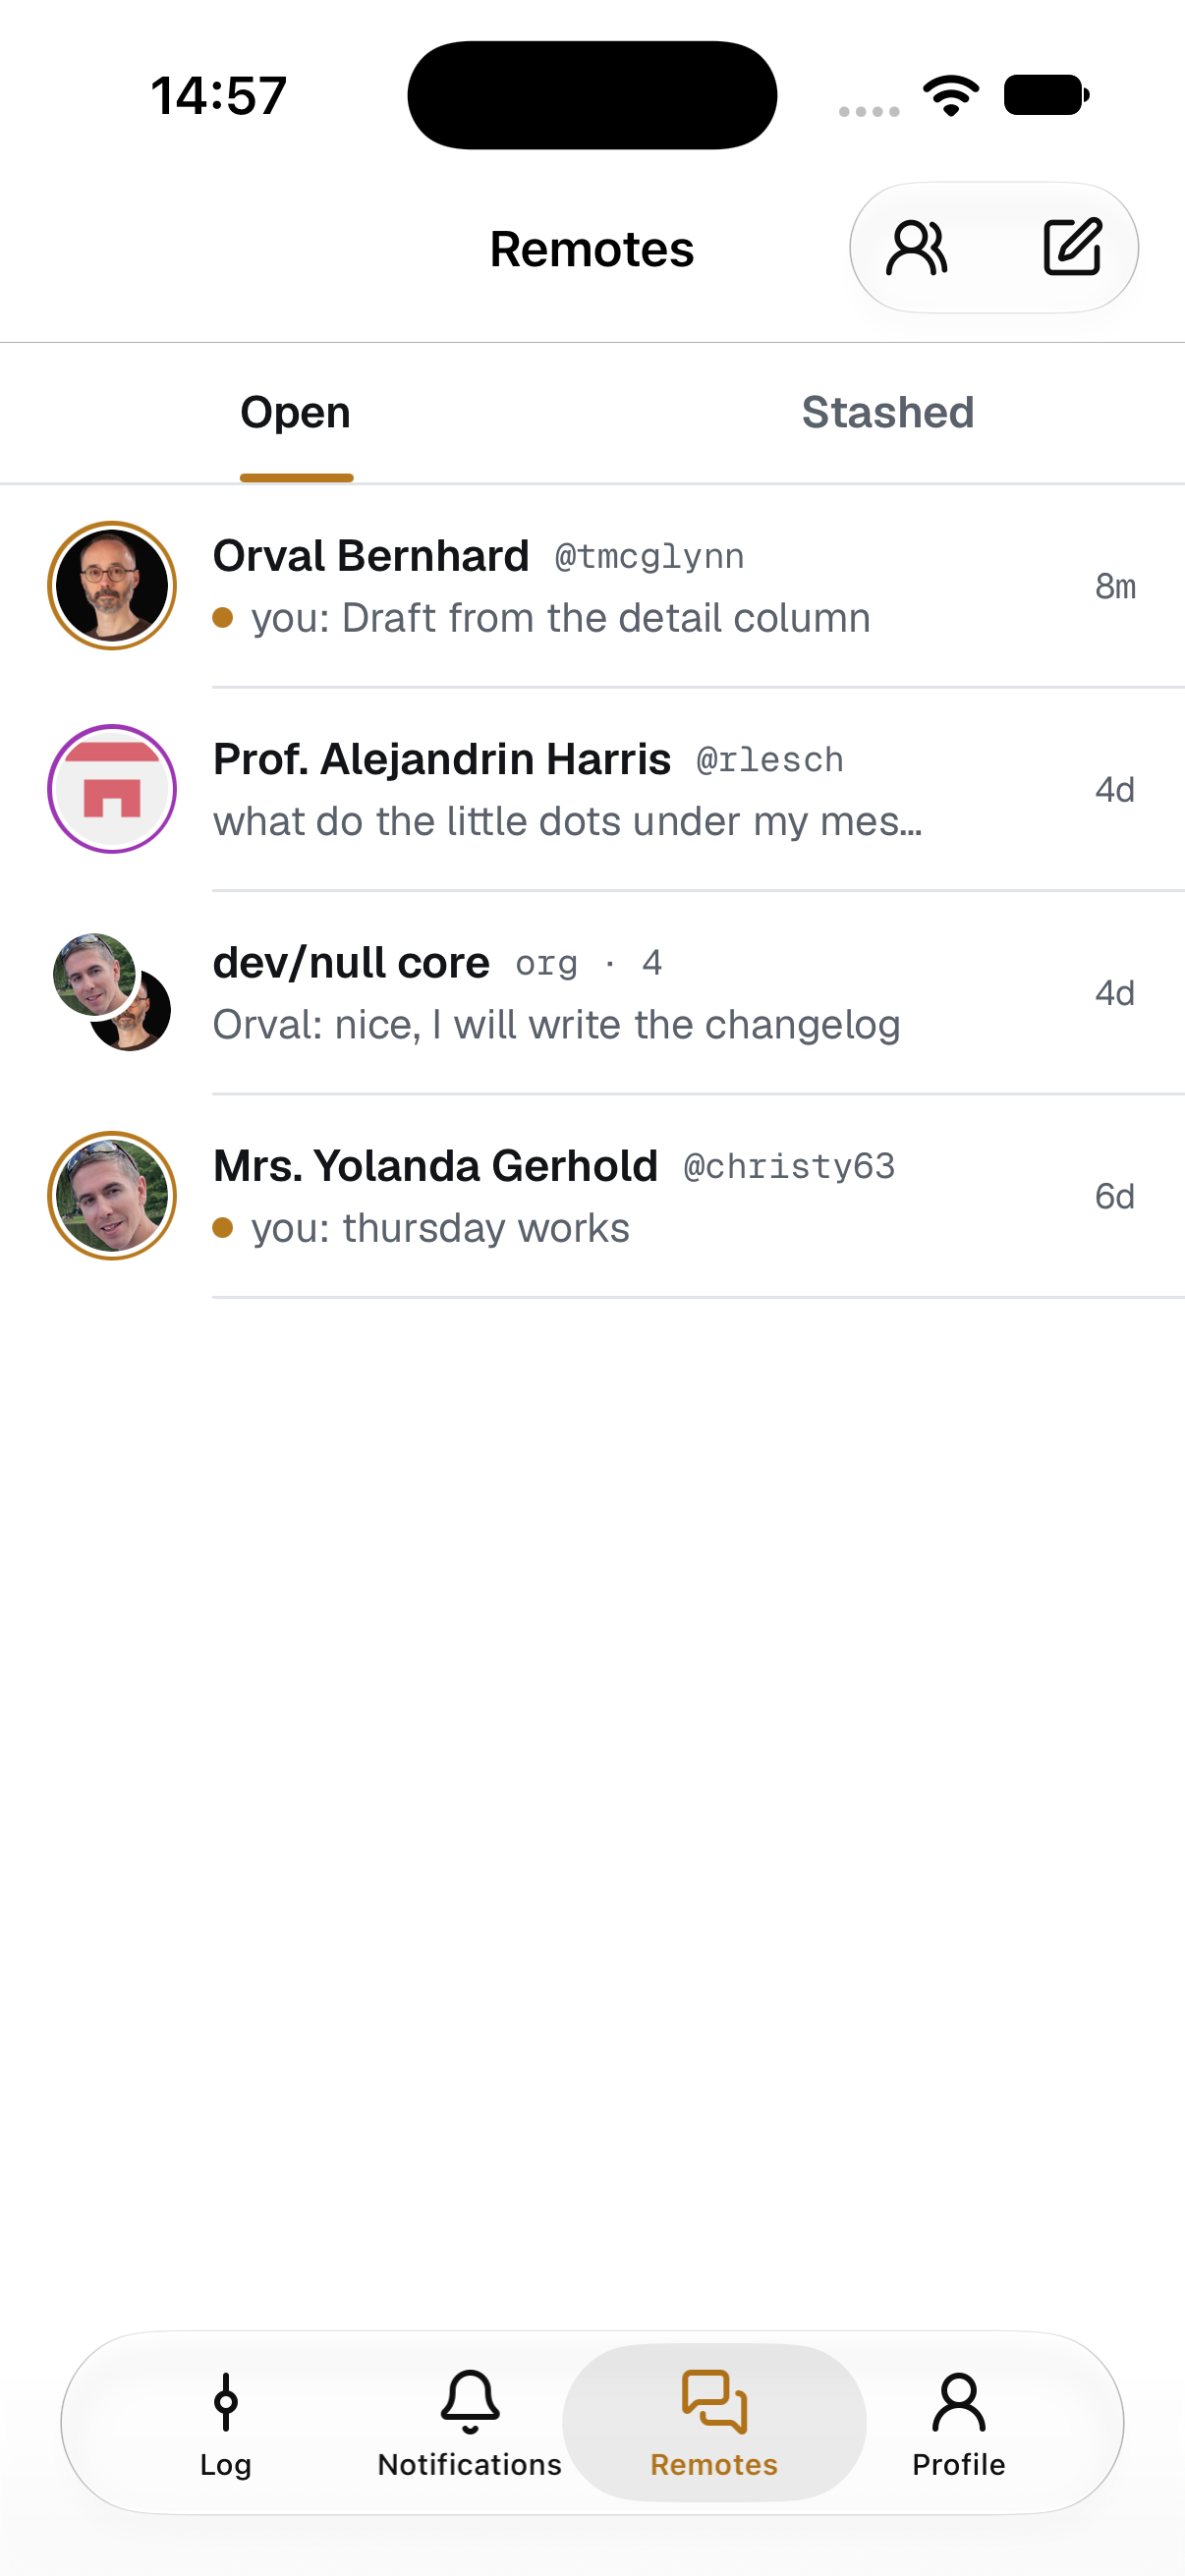 14:57
Remotes
Open
Stashed
Orval Bernhard @tmcglynn
you: Draft from the detail column
8m
Prof. Alejandrin Harris @rlesch
what do the little dots under my mes...
4d
dev/null core org · 4
Orval: nice, I will write the changelog
4d
Mrs. Yolanda Gerhold @christy63
you: thursday works
6d
Log
Notifications
Remotes
Profile